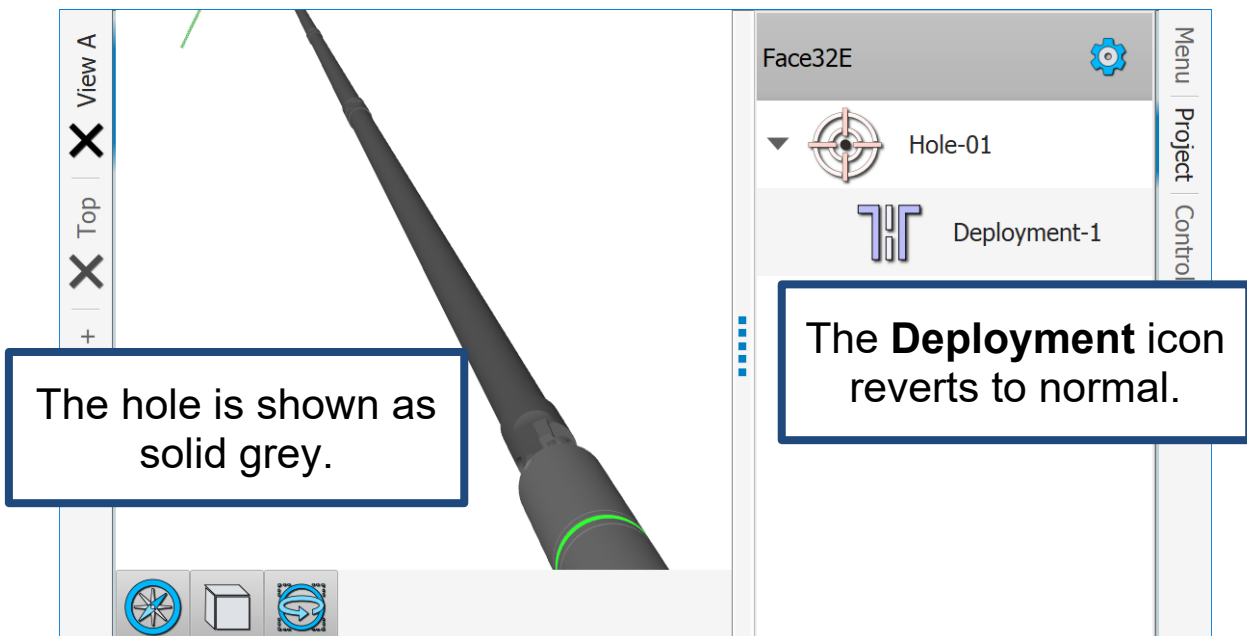 View A
Top
+
Face32E
Hole-01
Deployment-1
Menu
Project
Control
The hole is shown as
solid grey.
The Deployment icon
reverts to normal.